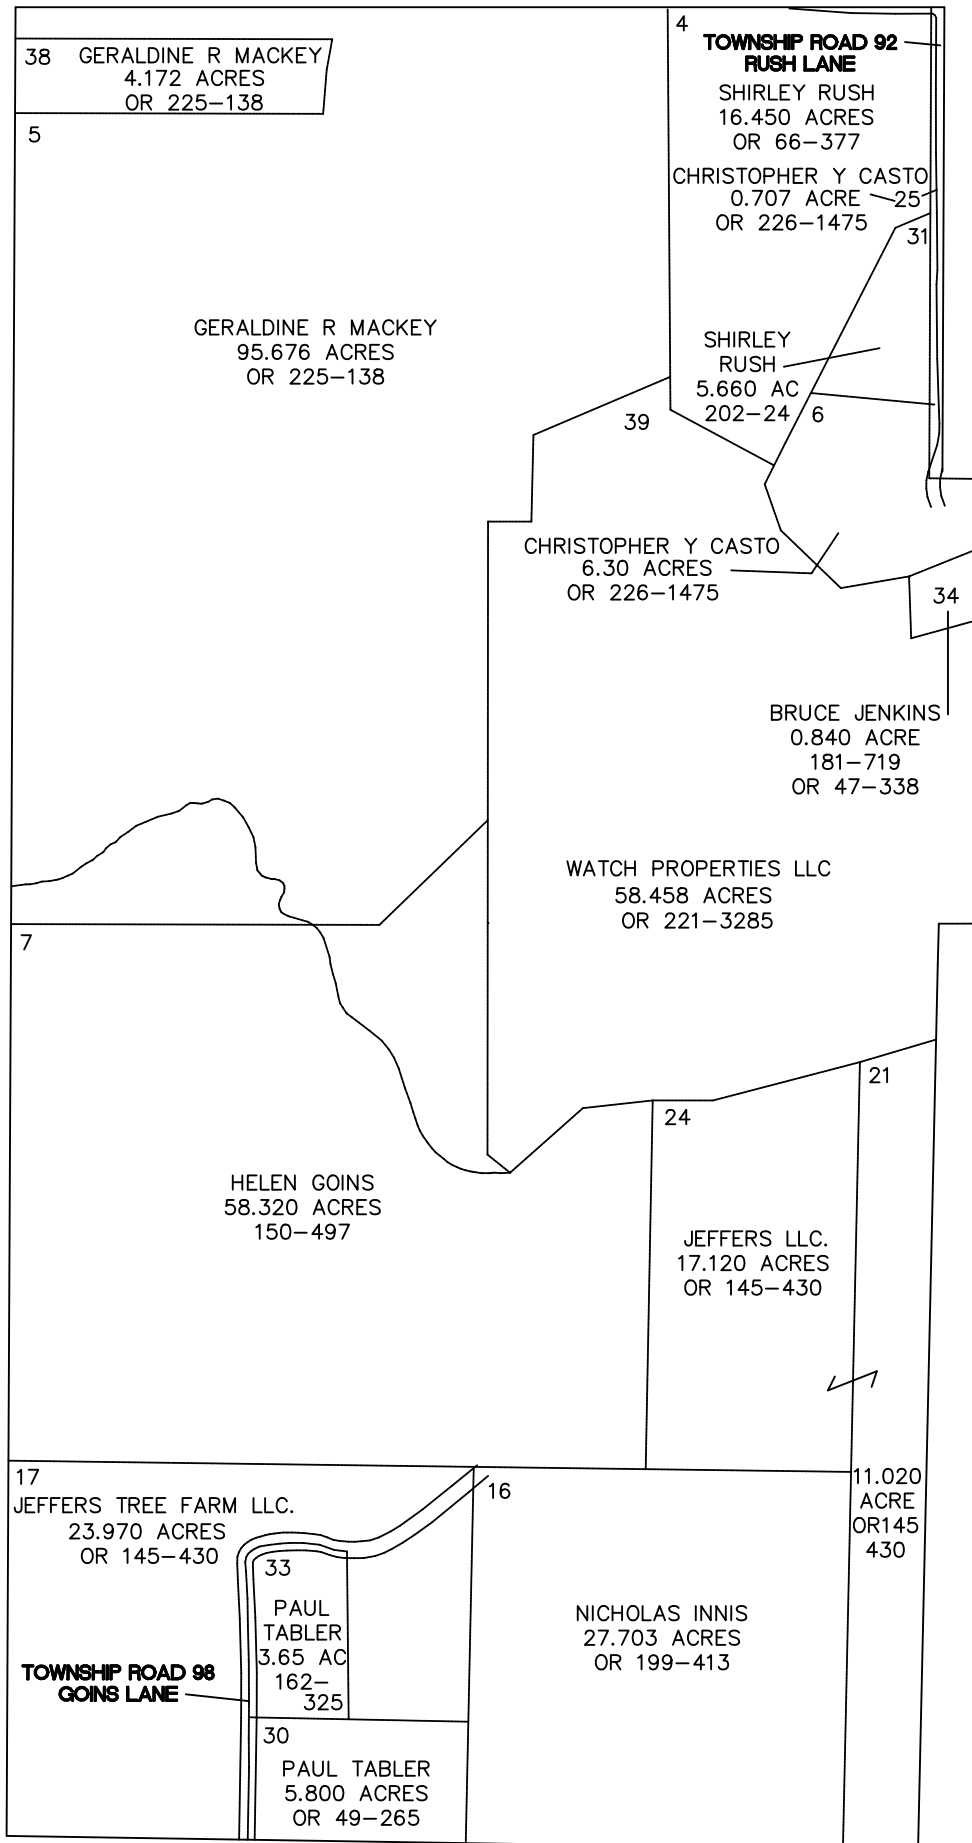 38 GERALDINE R MACKEY
4.172 ACRES
OR 225-138
5
4
TOWNSHIP ROAD 92
RUSH LANE
SHIRLEY RUSH
16.450 ACRES
OR 66-377
CHRISTOPHER Y CASTO
0.707 ACRE 25
OR 226-1475
31
GERALDINE R MACKEY
95.676 ACRES
OR 225-138
SHIRLEY
RUSH
5.660 AC
202-24 6
39
CHRISTOPHER Y CASTO
6.30 ACRES
OR 226-1475
34
BRUCE JENKINS
0.840 ACRE
181-719
OR 47-338
WATCH PROPERTIES LLC
58.458 ACRES
OR 221-3285
7
21
24
HELEN GOINS
58.320 ACRES
150-497
JEFFERS LLC.
17.120 ACRES
OR 145-430
17
JEFFERS TREE FARM LLC.
23.970 ACRES
OR 145-430
16
11.020
ACRE
OR145
430
33
PAUL
TABLER
3.65 AC
162-
325
NICHOLAS INNIS
27.703 ACRES
OR 199-413
TOWNSHIP ROAD 98
GOINS LANE
30
PAUL TABLER
5.800 ACRES
OR 49-265